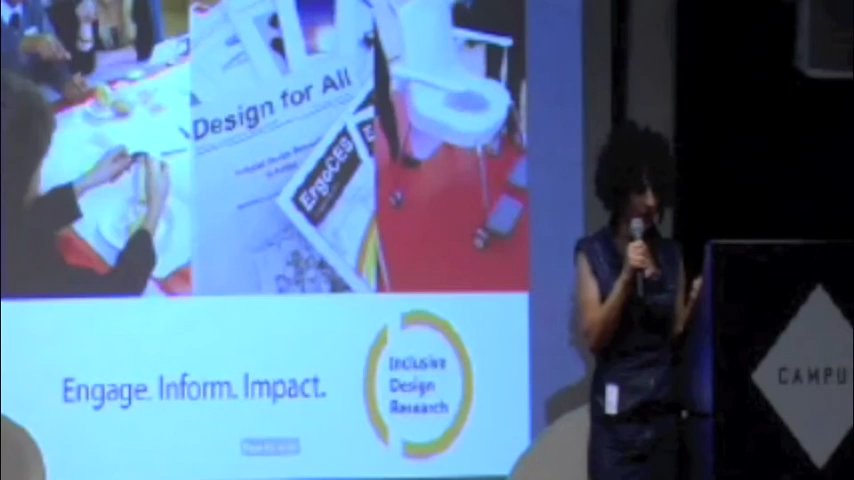 Design for All
ErgoCES
Engage. Inform. Impact.
Inclusive
Design
Research
CAMPU